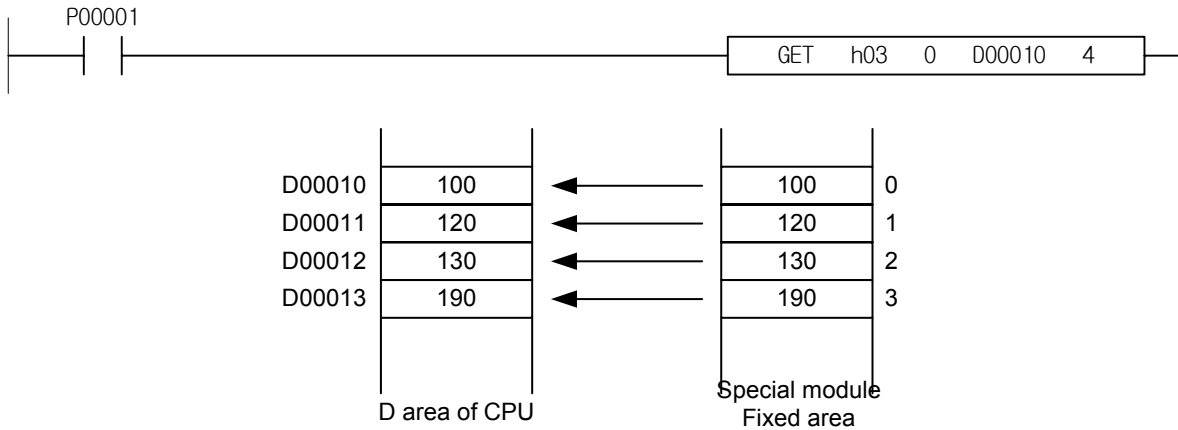 P00001
GET h03 0 D00010 4
D00010 100 100 0
D00011 120 120 1
D00012 130 130 2
D00013 190 190 3
D area of CPU
Special module
Fixed area